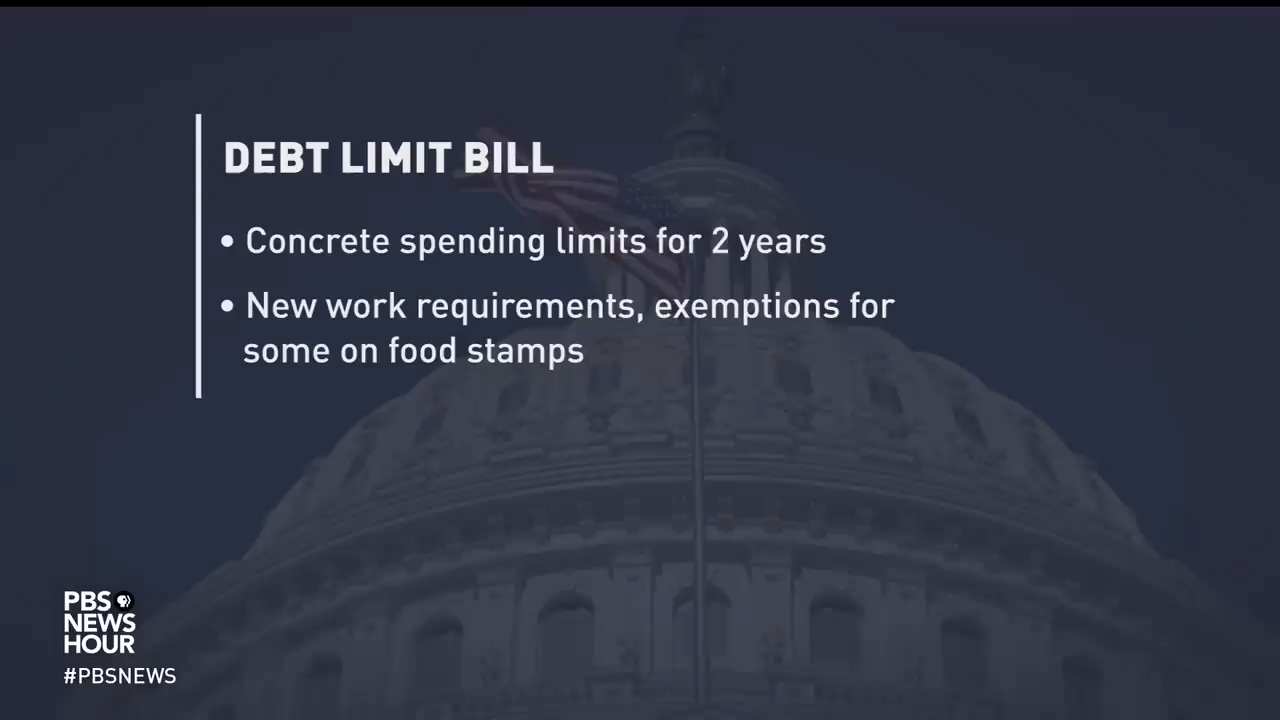 DEBT LIMIT BILL
• Concrete spending limits for 2 years
• New work requirements, exemptions for
some on food stamps
PBS
NEWS
HOUR
#PBSNEWS